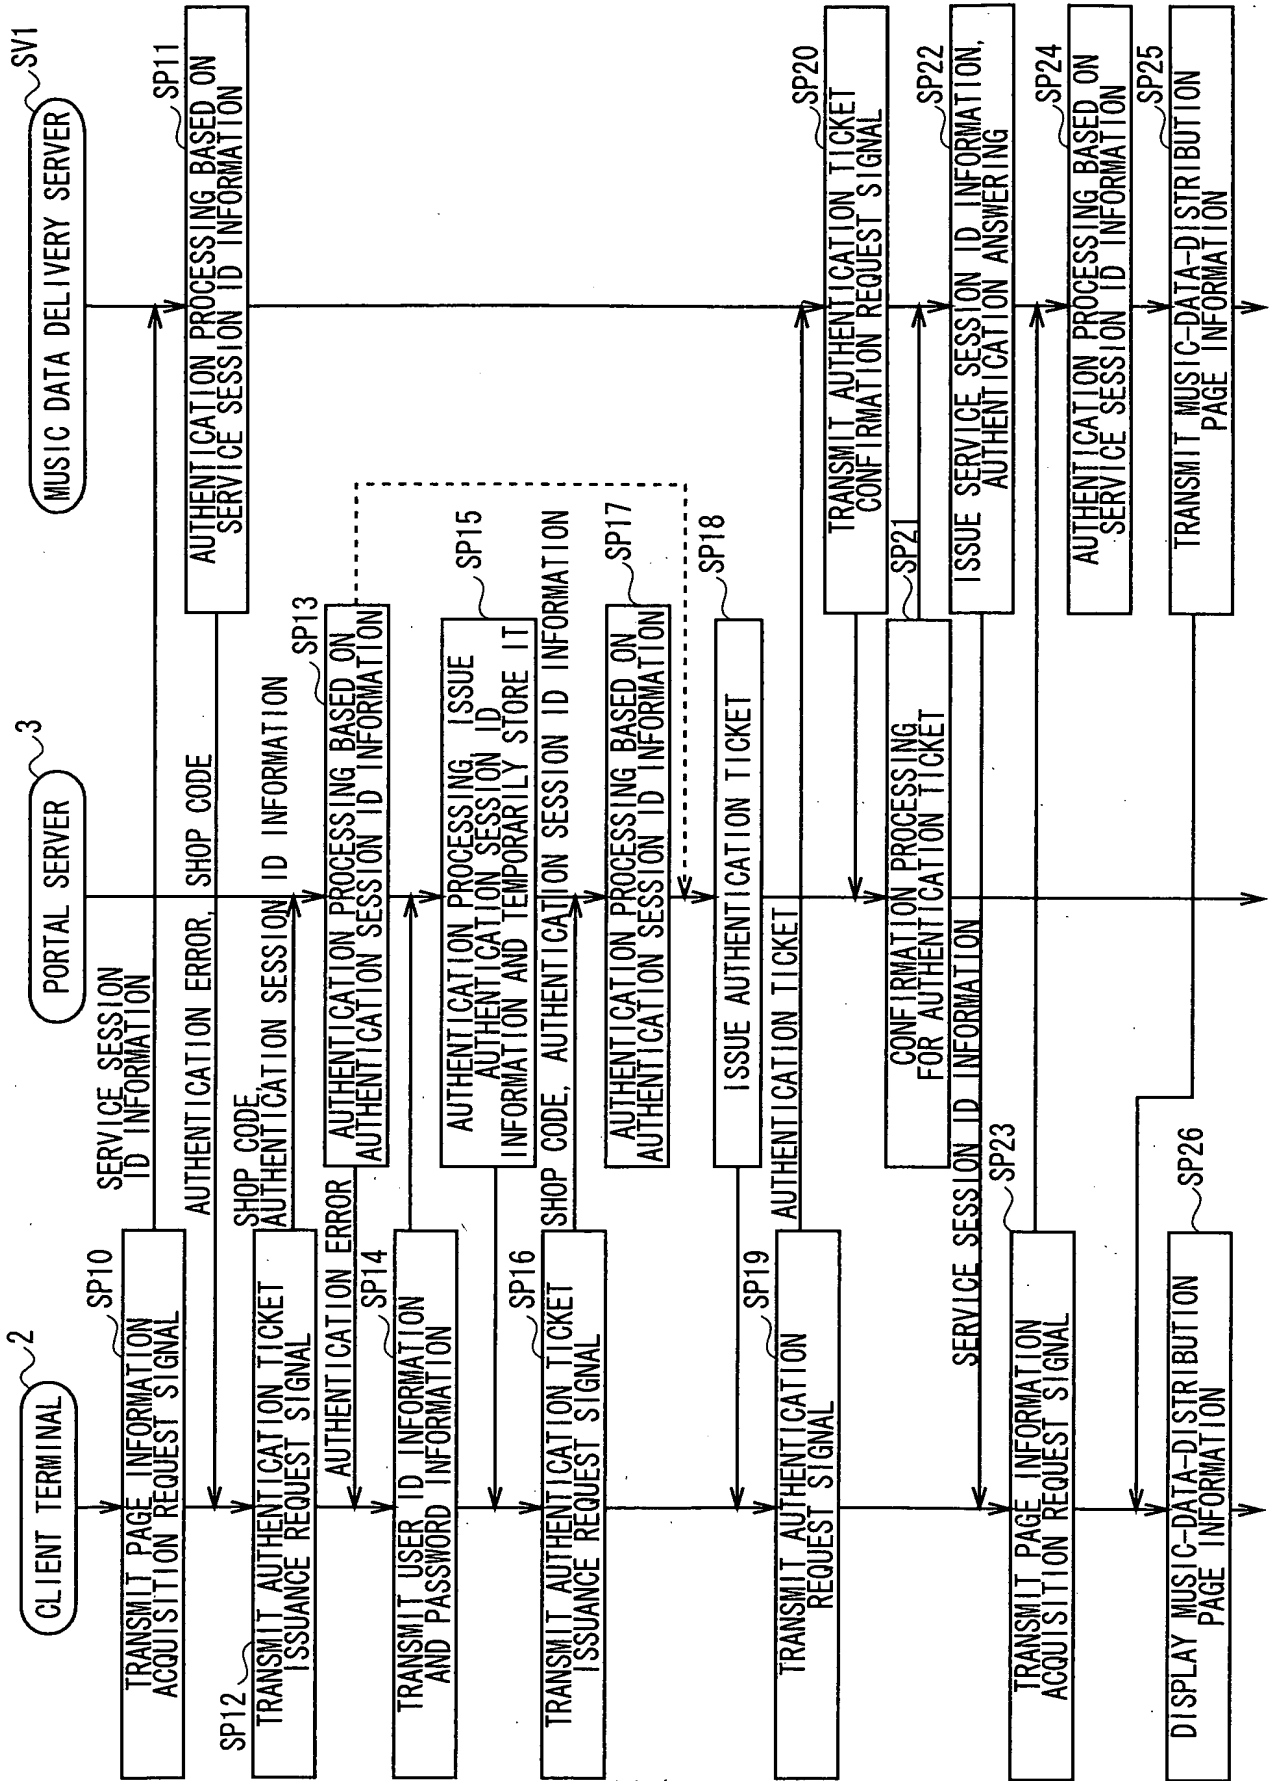 CLIENT TERMINAL
2
PORTAL SERVER
3
MUSIC DATA DELIVERY SERVER
SV1
SP10
TRANSMIT PAGE INFORMATION
ACQUISITION REQUEST SIGNAL
SERVICE SESSION
ID INFORMATION
SP11
AUTHENTICATION PROCESSING BASED ON
SERVICE SESSION ID INFORMATION
AUTHENTICATION ERROR, SHOP CODE
SP12
TRANSMIT AUTHENTICATION TICKET
ISSUANCE REQUEST SIGNAL
SHOP CODE,
AUTHENTICATION SESSION ID INFORMATION
SP13
AUTHENTICATION PROCESSING BASED ON
AUTHENTICATION SESSION ID INFORMATION
AUTHENTICATION ERROR
SP14
TRANSMIT USER ID INFORMATION
AND PASSWORD INFORMATION
SP15
AUTHENTICATION PROCESSING, ISSUE
AUTHENTICATION SESSION ID
INFORMATION AND TEMPORARILY STORE IT
SP16
TRANSMIT AUTHENTICATION TICKET
ISSUANCE REQUEST SIGNAL
SHOP CODE, AUTHENTICATION SESSION ID INFORMATION
SP17
AUTHENTICATION PROCESSING BASED ON
AUTHENTICATION SESSION ID INFORMATION
SP18
ISSUE AUTHENTICATION TICKET
SP19
TRANSMIT AUTHENTICATION
REQUEST SIGNAL
AUTHENTICATION TICKET
SP20
TRANSMIT AUTHENTICATION TICKET
CONFIRMATION REQUEST SIGNAL
SP21
CONFIRMATION PROCESSING
FOR AUTHENTICATION TICKET
SP22
ISSUE SERVICE SESSION ID INFORMATION,
AUTHENTICATION ANSWERING
SERVICE SESSION ID INFORMATION
SP23
TRANSMIT PAGE INFORMATION
ACQUISITION REQUEST SIGNAL
SP24
AUTHENTICATION PROCESSING BASED ON
SERVICE SESSION ID INFORMATION
SP25
TRANSMIT MUSIC-DATA-DISTRIBUTION
PAGE INFORMATION
SP26
DISPLAY MUSIC-DATA-DISTRIBUTION
PAGE INFORMATION